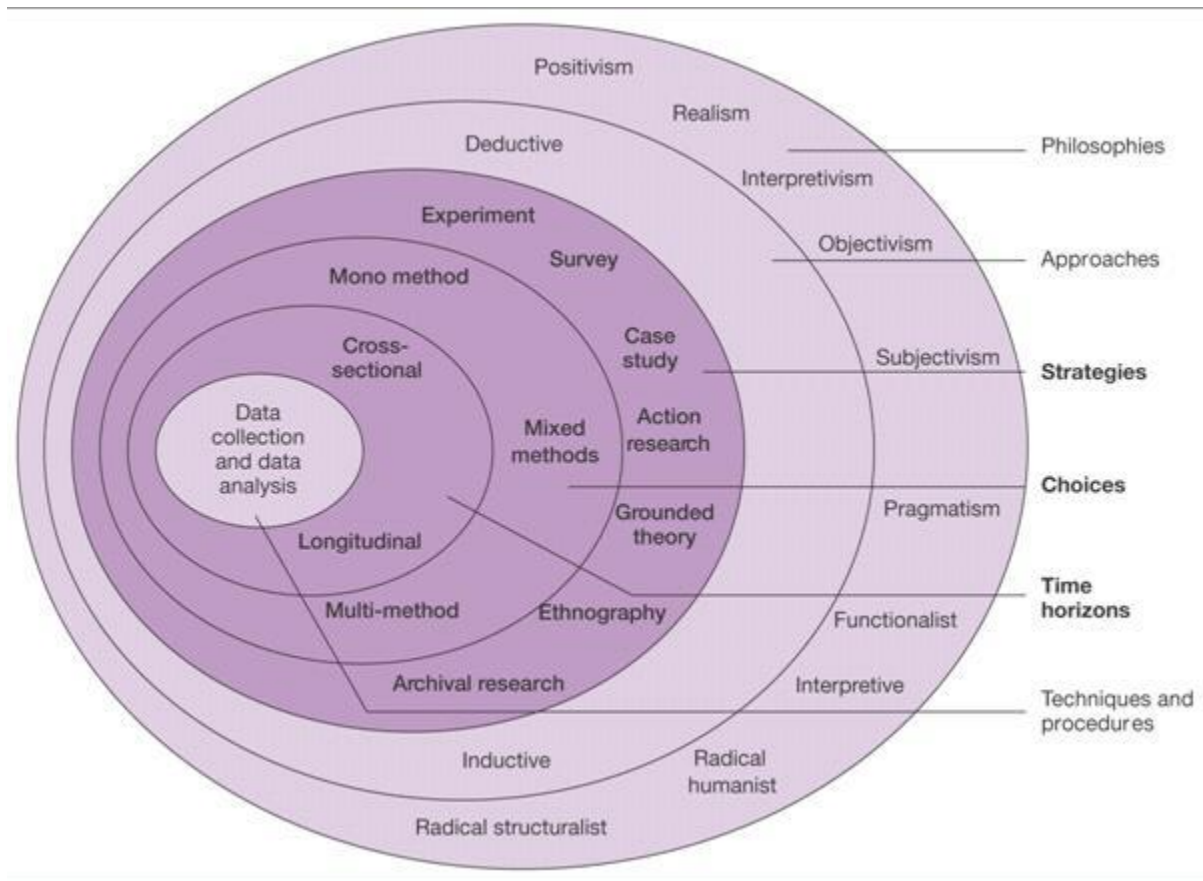 Positivism
Realism
Deductive
Philosophies
Interpretivism
Experiment
Objectivism
Survey
Approaches
Mono method
Case
study
Cross-
sectional
Subjectivism
Strategies
Data
collection
and data
analysis
Mixed
methods
Action
research
Choices
Pragmatism
Grounded
theory
Longitudinal
Time
horizons
Multi-method
Ethnography
Functionalist
Archival research
Interpretive
Techniques and
procedures
Inductive
Radical
humanist
Radical structuralist